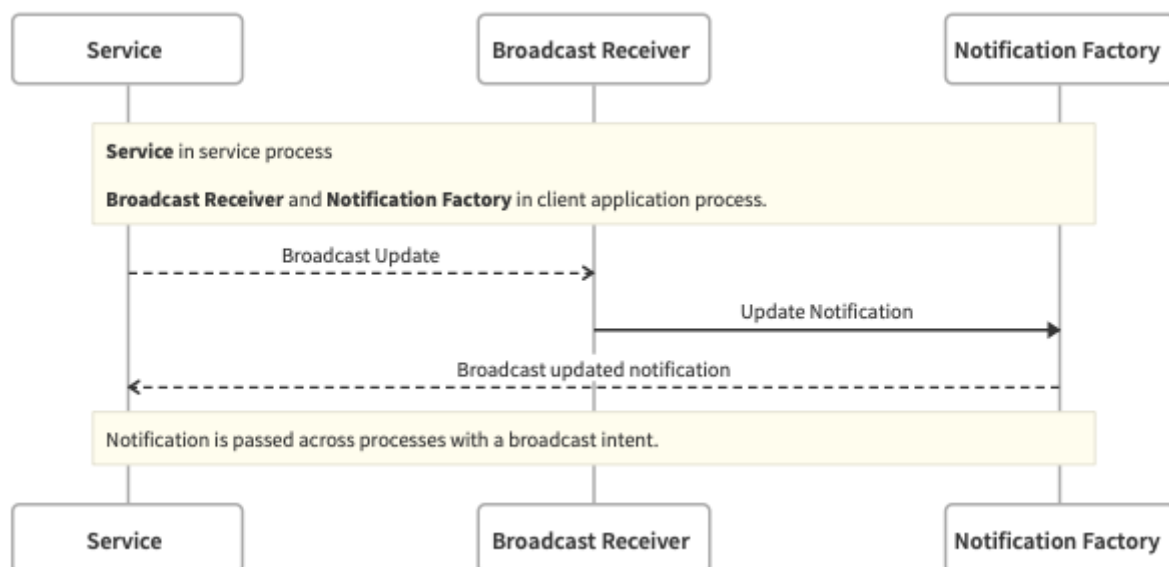 Service
Broadcast Receiver
Notification Factory
Service in service process
Broadcast Receiver and Notification Factory in client application process.
Broadcast Update
Update Notification
Broadcast updated notification
Notification is passed across processes with a broadcast intent.
Service
Broadcast Receiver
Notification Factory